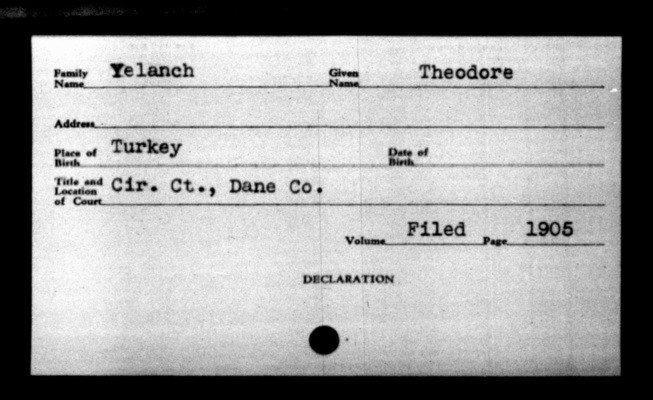 Family Name Yelanch Given Name Theodore
Address
Place of Birth Turkey Date of Birth
Title and Location of Court Cir. Ct., Dane Co.
Volume Filed Page 1905
DECLARATION